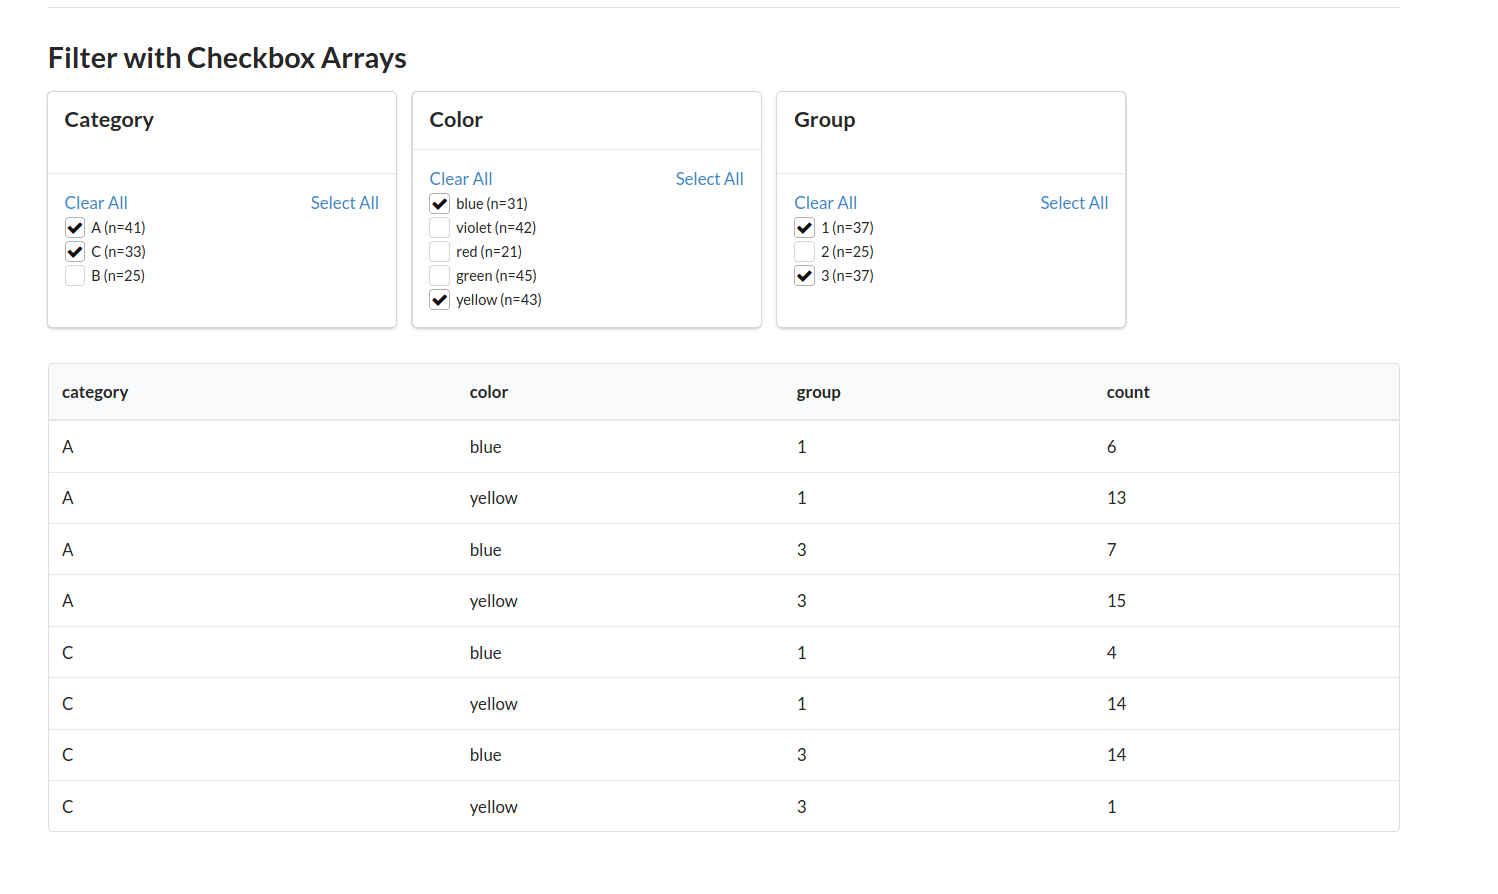 Filter with Checkbox Arrays
Category
Clear All Select All
A (n=41)
C (n=33)
B (n=25)
Color
Clear All Select All
blue (n=31)
violet (n=42)
red (n=21)
green (n=45)
yellow (n=43)
Group
Clear All Select All
1 (n=37)
2 (n=25)
3 (n=37)
category color group count
A blue 1 6
A yellow 1 13
A blue 3 7
A yellow 3 15
C blue 1 4
C yellow 1 14
C blue 3 14
C yellow 3 1